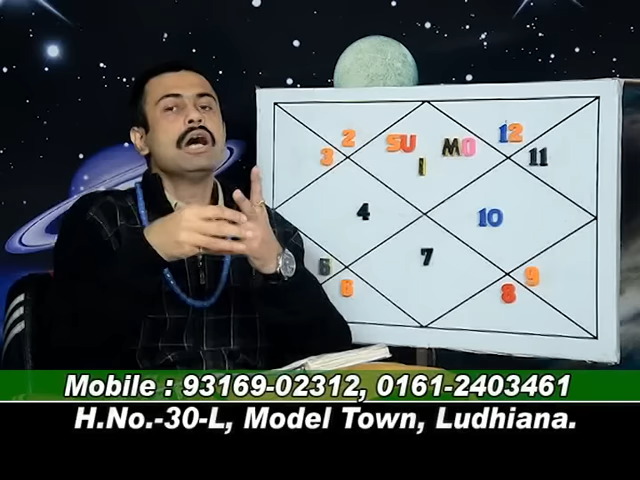 2 SU MO 12
3 1 11
4 10
7
5 9
6 8
Mobile : 93169-02312, 0161-2403461
H.No.-30-L, Model Town, Ludhiana.